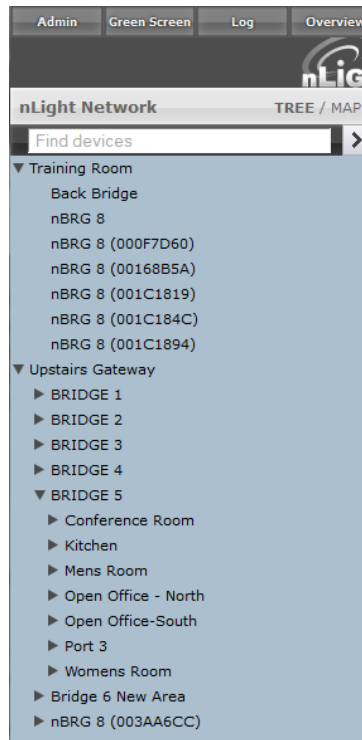 Admin Green Screen Log Overview
nLig
nLight Network TREE / MAP
Find devices
Training Room
Back Bridge
nBRG 8
nBRG 8 (000F7D60)
nBRG 8 (00168B5A)
nBRG 8 (001C1819)
nBRG 8 (001C184C)
nBRG 8 (001C1894)
Upstairs Gateway
BRIDGE 1
BRIDGE 2
BRIDGE 3
BRIDGE 4
BRIDGE 5
Conference Room
Kitchen
Mens Room
Open Office - North
Open Office-South
Port 3
Womens Room
Bridge 6 New Area
nBRG 8 (003AA6CC)